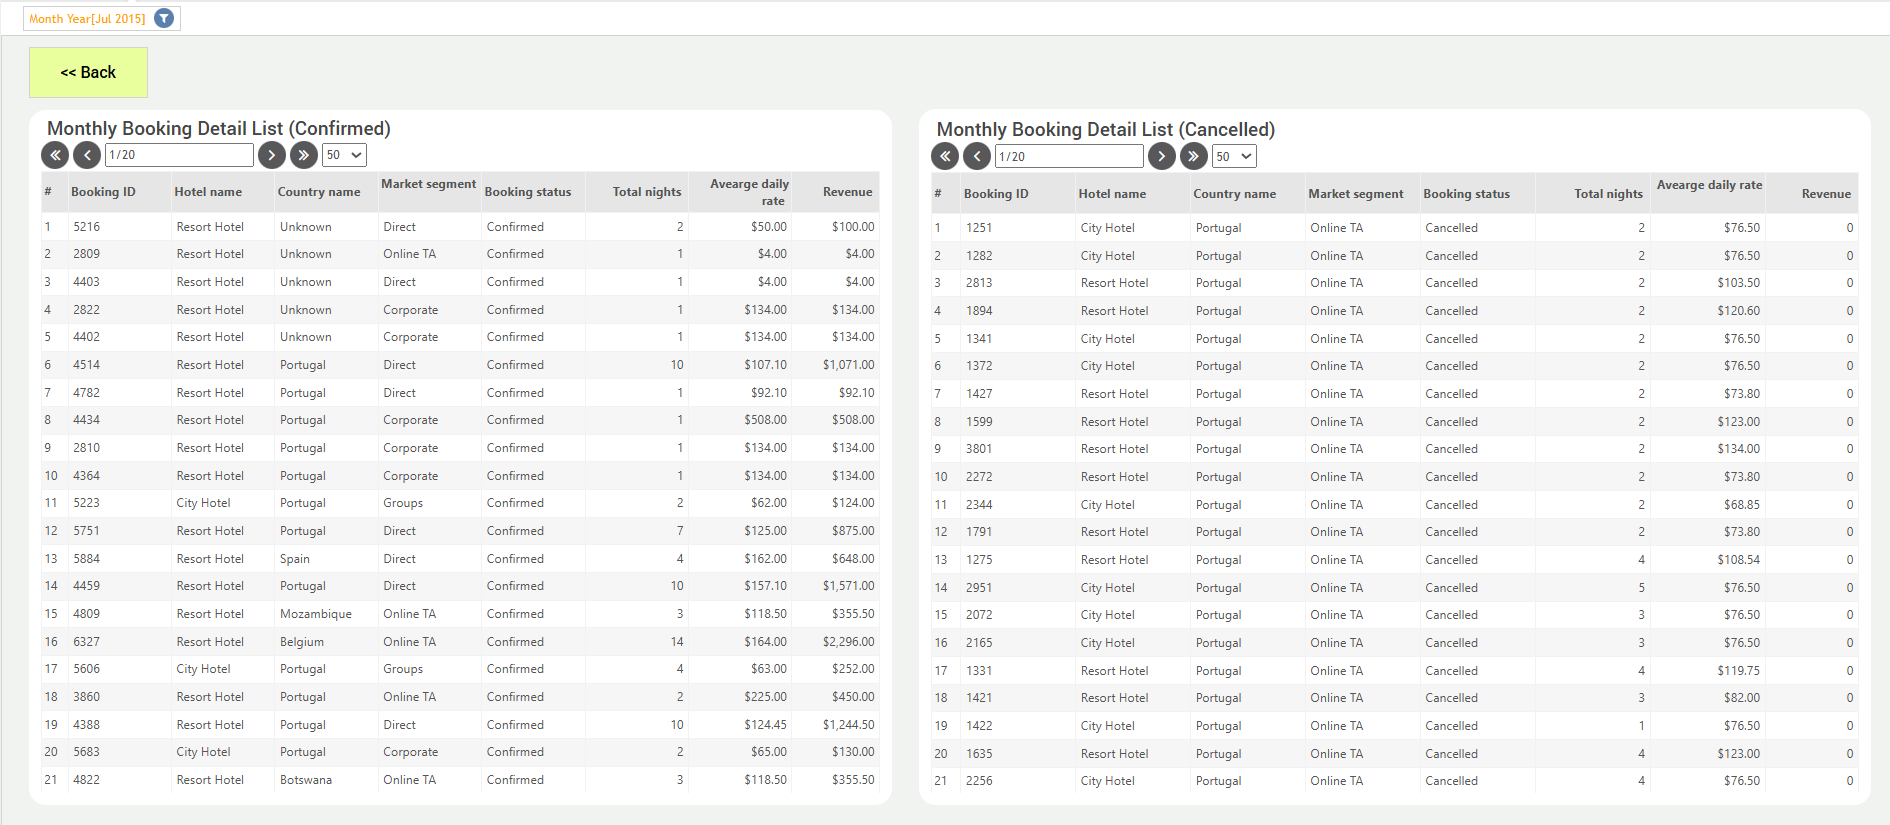 Month Year[Jul 2015]
<< Back
Monthly Booking Detail List (Confirmed)
1/20 50
# Booking ID Hotel name Country name Market segment Booking status Total nights Avearge daily rate Revenue
1 5216 Resort Hotel Unknown Direct Confirmed 2 $50.00 $100.00
2 2809 Resort Hotel Unknown Online TA Confirmed 1 $4.00 $4.00
3 4403 Resort Hotel Unknown Direct Confirmed 1 $4.00 $4.00
4 2822 Resort Hotel Unknown Corporate Confirmed 1 $134.00 $134.00
5 4402 Resort Hotel Unknown Corporate Confirmed 1 $134.00 $134.00
6 4514 Resort Hotel Portugal Direct Confirmed 10 $107.10 $1,071.00
7 4782 Resort Hotel Portugal Direct Confirmed 1 $92.10 $92.10
8 4434 Resort Hotel Portugal Corporate Confirmed 1 $508.00 $508.00
9 2810 Resort Hotel Portugal Corporate Confirmed 1 $134.00 $134.00
10 4364 Resort Hotel Portugal Corporate Confirmed 1 $134.00 $134.00
11 5223 City Hotel Portugal Groups Confirmed 2 $62.00 $124.00
12 5751 Resort Hotel Portugal Direct Confirmed 7 $125.00 $875.00
13 5884 Resort Hotel Spain Direct Confirmed 4 $162.00 $648.00
14 4459 Resort Hotel Portugal Direct Confirmed 10 $157.10 $1,571.00
15 4809 Resort Hotel Mozambique Online TA Confirmed 3 $118.50 $355.50
16 6327 Resort Hotel Belgium Online TA Confirmed 14 $164.00 $2,296.00
17 5606 City Hotel Portugal Groups Confirmed 4 $63.00 $252.00
18 3860 Resort Hotel Portugal Online TA Confirmed 2 $225.00 $450.00
19 4388 Resort Hotel Portugal Direct Confirmed 10 $124.45 $1,244.50
20 5683 City Hotel Portugal Corporate Confirmed 2 $65.00 $130.00
21 4822 Resort Hotel Botswana Online TA Confirmed 3 $118.50 $355.50
Monthly Booking Detail List (Cancelled)
1/20 50
# Booking ID Hotel name Country name Market segment Booking status Total nights Avearge daily rate Revenue
1 1251 City Hotel Portugal Online TA Cancelled 2 $76.50 0
2 1282 City Hotel Portugal Online TA Cancelled 2 $76.50 0
3 2813 Resort Hotel Portugal Online TA Cancelled 2 $103.50 0
4 1894 Resort Hotel Portugal Online TA Cancelled 2 $120.60 0
5 1341 City Hotel Portugal Online TA Cancelled 2 $76.50 0
6 1372 City Hotel Portugal Online TA Cancelled 2 $76.50 0
7 1427 Resort Hotel Portugal Online TA Cancelled 2 $73.80 0
8 1599 Resort Hotel Portugal Online TA Cancelled 2 $123.00 0
9 3801 Resort Hotel Portugal Online TA Cancelled 2 $134.00 0
10 2272 Resort Hotel Portugal Online TA Cancelled 2 $73.80 0
11 2344 City Hotel Portugal Online TA Cancelled 2 $68.85 0
12 1791 Resort Hotel Portugal Online TA Cancelled 2 $73.80 0
13 1275 Resort Hotel Portugal Online TA Cancelled 4 $108.54 0
14 2951 City Hotel Portugal Online TA Cancelled 5 $76.50 0
15 2072 City Hotel Portugal Online TA Cancelled 3 $76.50 0
16 2165 City Hotel Portugal Online TA Cancelled 3 $76.50 0
17 1331 Resort Hotel Portugal Online TA Cancelled 4 $119.75 0
18 1421 Resort Hotel Portugal Online TA Cancelled 3 $82.00 0
19 1422 City Hotel Portugal Online TA Cancelled 1 $76.50 0
20 1635 Resort Hotel Portugal Online TA Cancelled 4 $123.00 0
21 2256 City Hotel Portugal Online TA Cancelled 4 $76.50 0